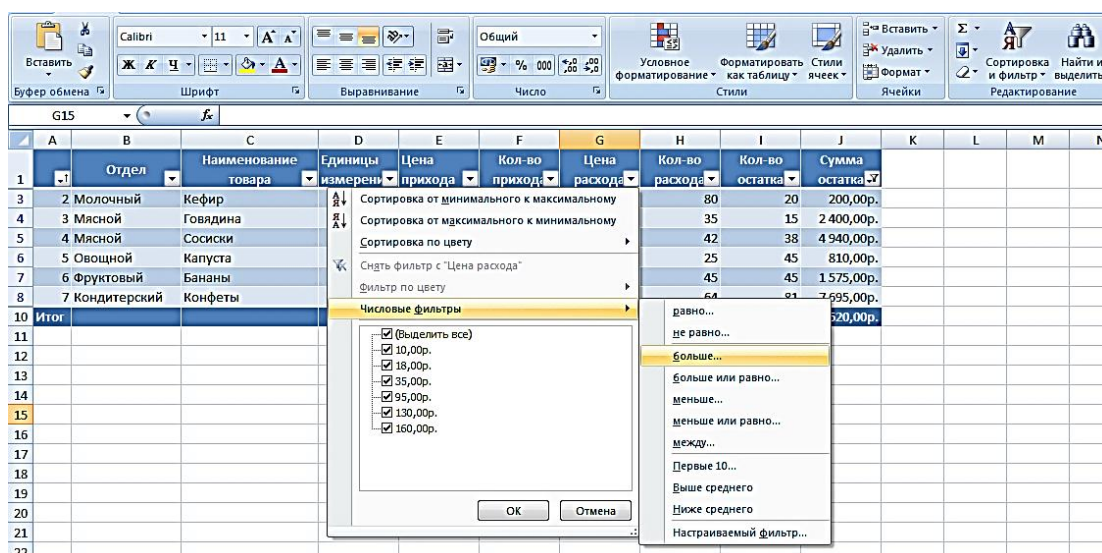 Calibri 11 A A Общий Вставить
Вставить Удалить
Ж К Ч % 000 Условное форматирование Форматировать как таблицу Стили ячеек Формат Сортировка и фильтр Найти и выделить
Буфер обмена Шрифт Выравнивание Число Стили Ячейки Редактирование
G15 fx
A B C D E F G H I J K L M
1 Отдел Наименование товара Единицы измерени Цена прихода Кол-во прихода Цена расхода Кол-во расхода Кол-во остатка Сумма остатка
3 2 Молочный Кефир 80 20 200,00р.
4 3 Мясной Говядина 35 15 2 400,00р.
5 4 Мясной Сосиски 42 38 4 940,00р.
6 5 Овощной Капуста 25 45 810,00р.
7 6 Фруктовый Бананы 45 45 1 575,00р.
8 7 Кондитерский Конфеты 64 81 7 695,00р.
10 Итог 620,00р.
11
12
13
14
15
16
17
18
19
20
21
22
Сортировка от минимального к максимальному
Сортировка от максимального к минимальному
Сортировка по цвету
Снять фильтр с "Цена расхода"
Фильтр по цвету
Числовые фильтры
(Выделить все)
10,00р.
18,00р.
35,00р.
95,00р.
130,00р.
160,00р.
ОК Отмена
равно...
не равно...
больше...
больше или равно...
меньше...
меньше или равно...
между...
Первые 10...
Выше среднего
Ниже среднего
Настраиваемый фильтр...